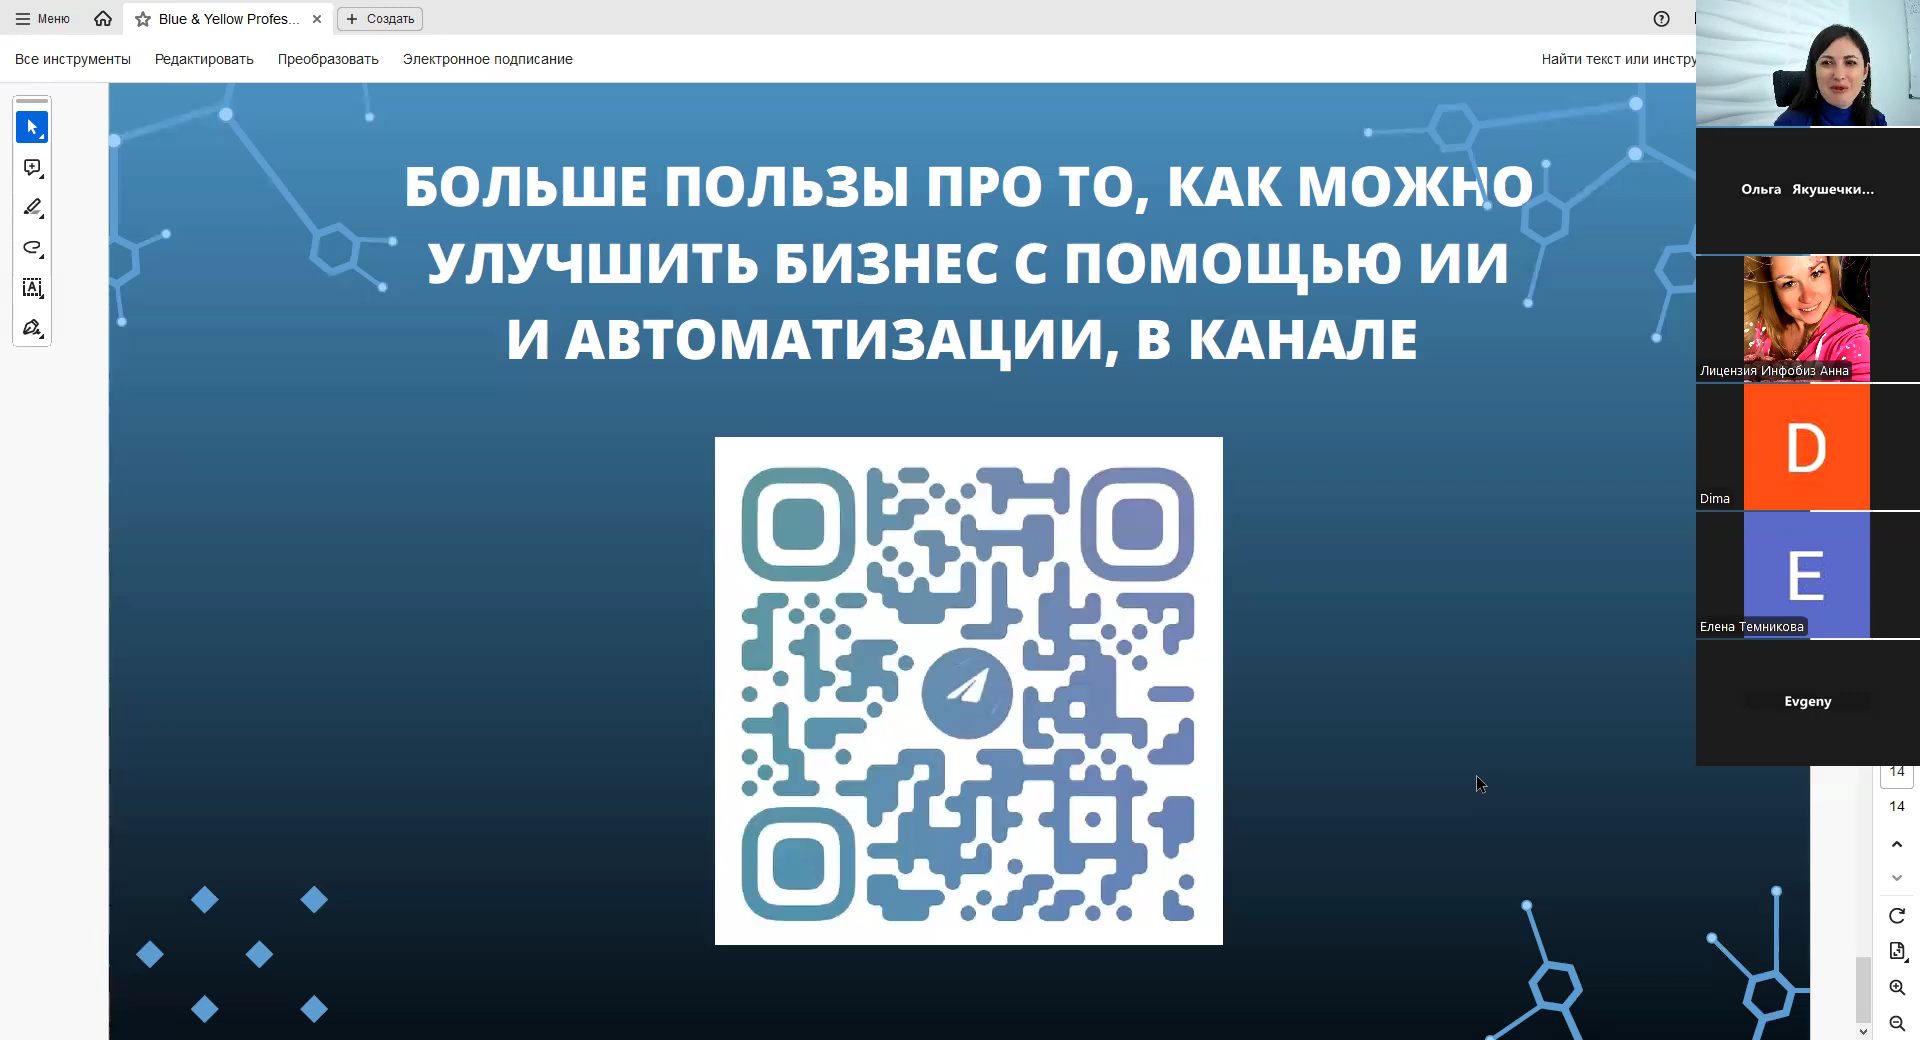 Меню
Blue & Yellow Profes...
Создать
Все инструменты
Редактировать
Преобразовать
Электронное подписание
Найти текст или инстру
БОЛЬШЕ ПОЛЬЗЫ ПРО ТО, КАК МОЖНО
УЛУЧШИТЬ БИЗНЕС С ПОМОЩЬЮ ИИ
И АВТОМАТИЗАЦИИ, В КАНАЛЕ
Ольга Якушечки...
Лицензия Инфобиз Анна
D
Dima
E
Елена Темникова
Evgeny
14
14